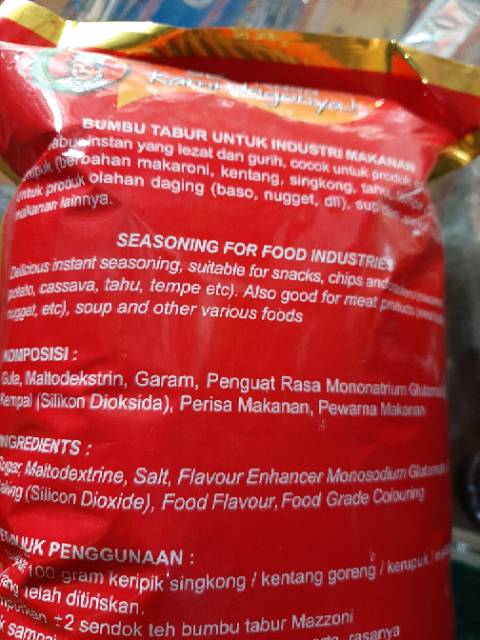 BUMBU TABUR UNTUK INDUSTRI MAKANAN
instan yang lezat dan gurih, cocok untuk produk
(berbahan makaroni, kentang, singkong, tahu,
untuk produk olahan daging (baso, nugget, dll), sup
makanan lainnya.
SEASONING FOR FOOD INDUSTRIES
Delicious instant seasoning, suitable for snacks, chips and
potato, cassava, tahu, tempe etc). Also good for meat products
nugget, etc), soup and other various foods
KOMPOSISI :
Gula, Maltodekstrin, Garam, Penguat Rasa Mononatrium
Kempal (Silikon Dioksida), Perisa Makanan, Pewarna Makanan
INGREDIENTS :
Sugar, Maltodextrine, Salt, Flavour Enhancer Monosodium
(Silicon Dioxide), Food Flavour, Food Grade Colouring
PENGGUNAAN :
100 gram keripik singkong / kentang goreng / kerupuk /
yang telah ditiriskan.
±2 sendok teh bumbu tabur Mazzoni
rasanya